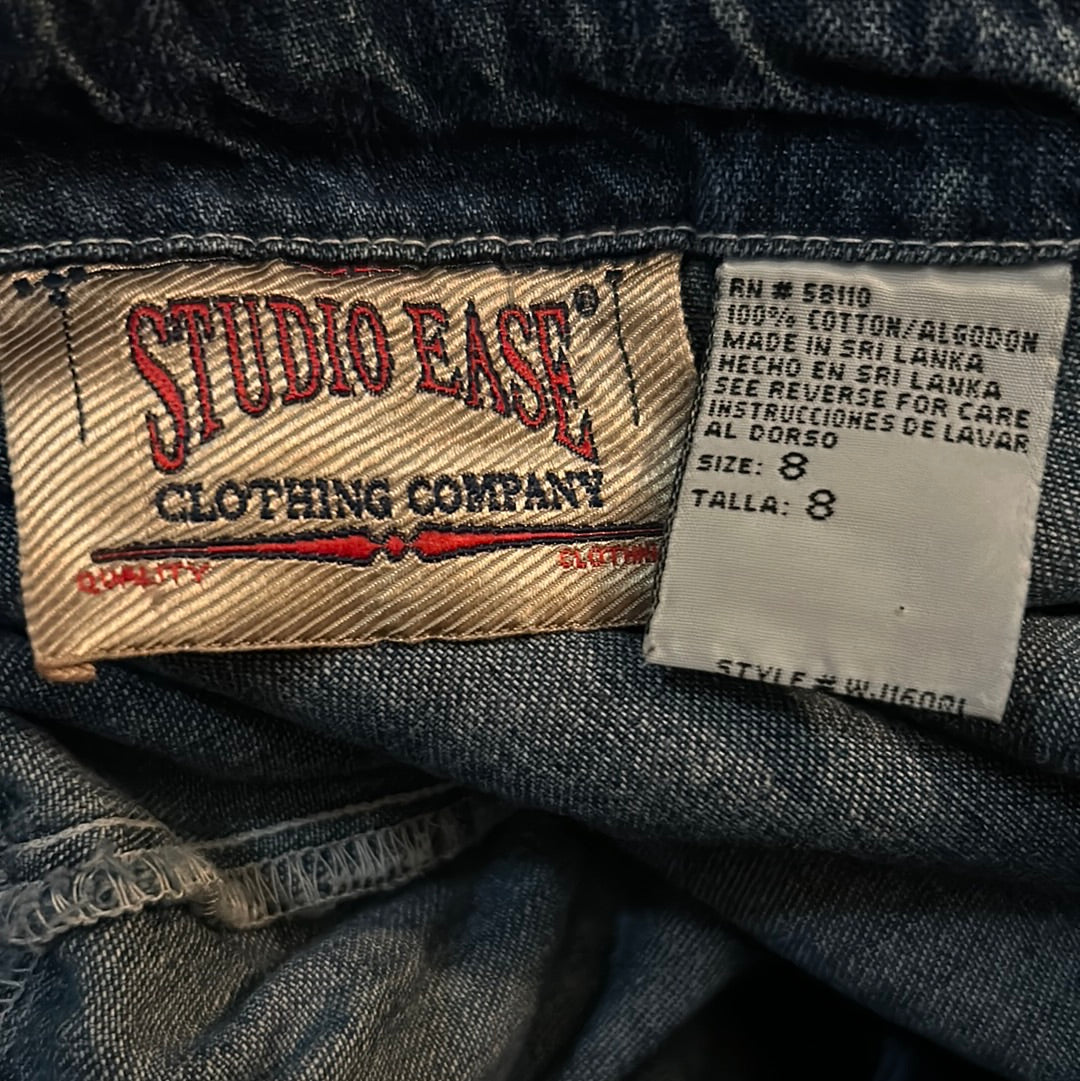 STUDIO EASE®
CLOTHING COMPANY
QUALITY
RN # 58110
100% COTTON/ALGODON
MADE IN SRI LANKA
HECHO EN SRI LANKA
SEE REVERSE FOR CARE
INSTRUCCIONES DE LAVAR
AL DORSO
SIZE: 8
TALLA: 8
STYLE #